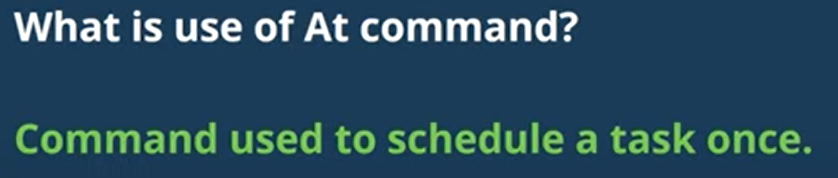 What is use of At command?
Command used to schedule a task once.